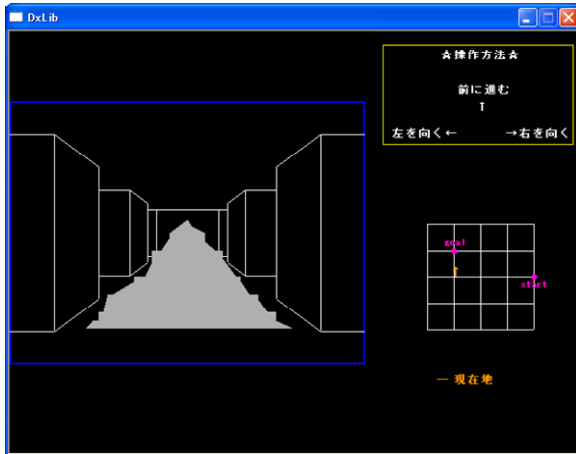 DxLib
☆操作方法☆
前に進む
↑
左を向く← →右を向く
goal
start
― 現在地